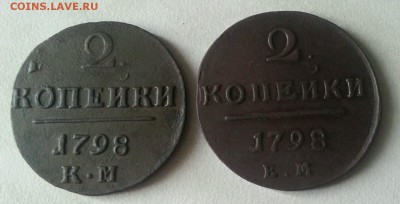 COINS.LAVE.RU
2
КОПЕЙКИ
1798
К·М
2
КОПЕЙКИ
1798
Е.М